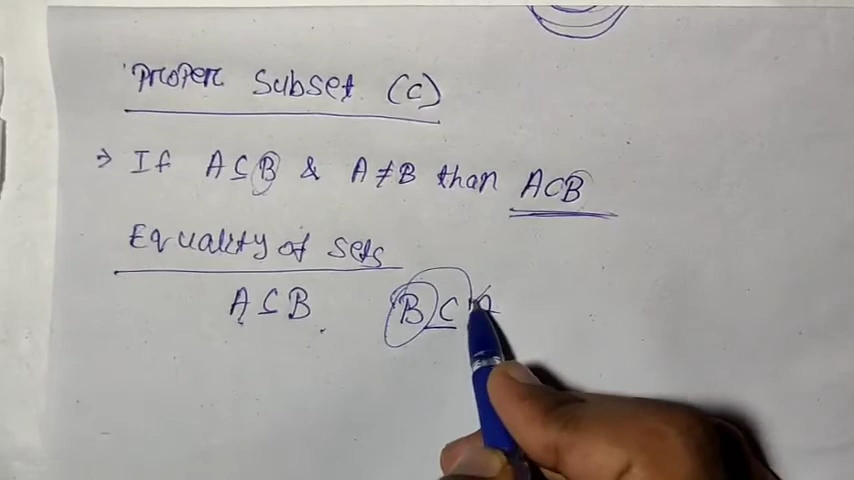 Proper Subset (⊂)
→ If A⊆B & A≠B than A⊂B
Equality of sets
A⊆B B⊆A